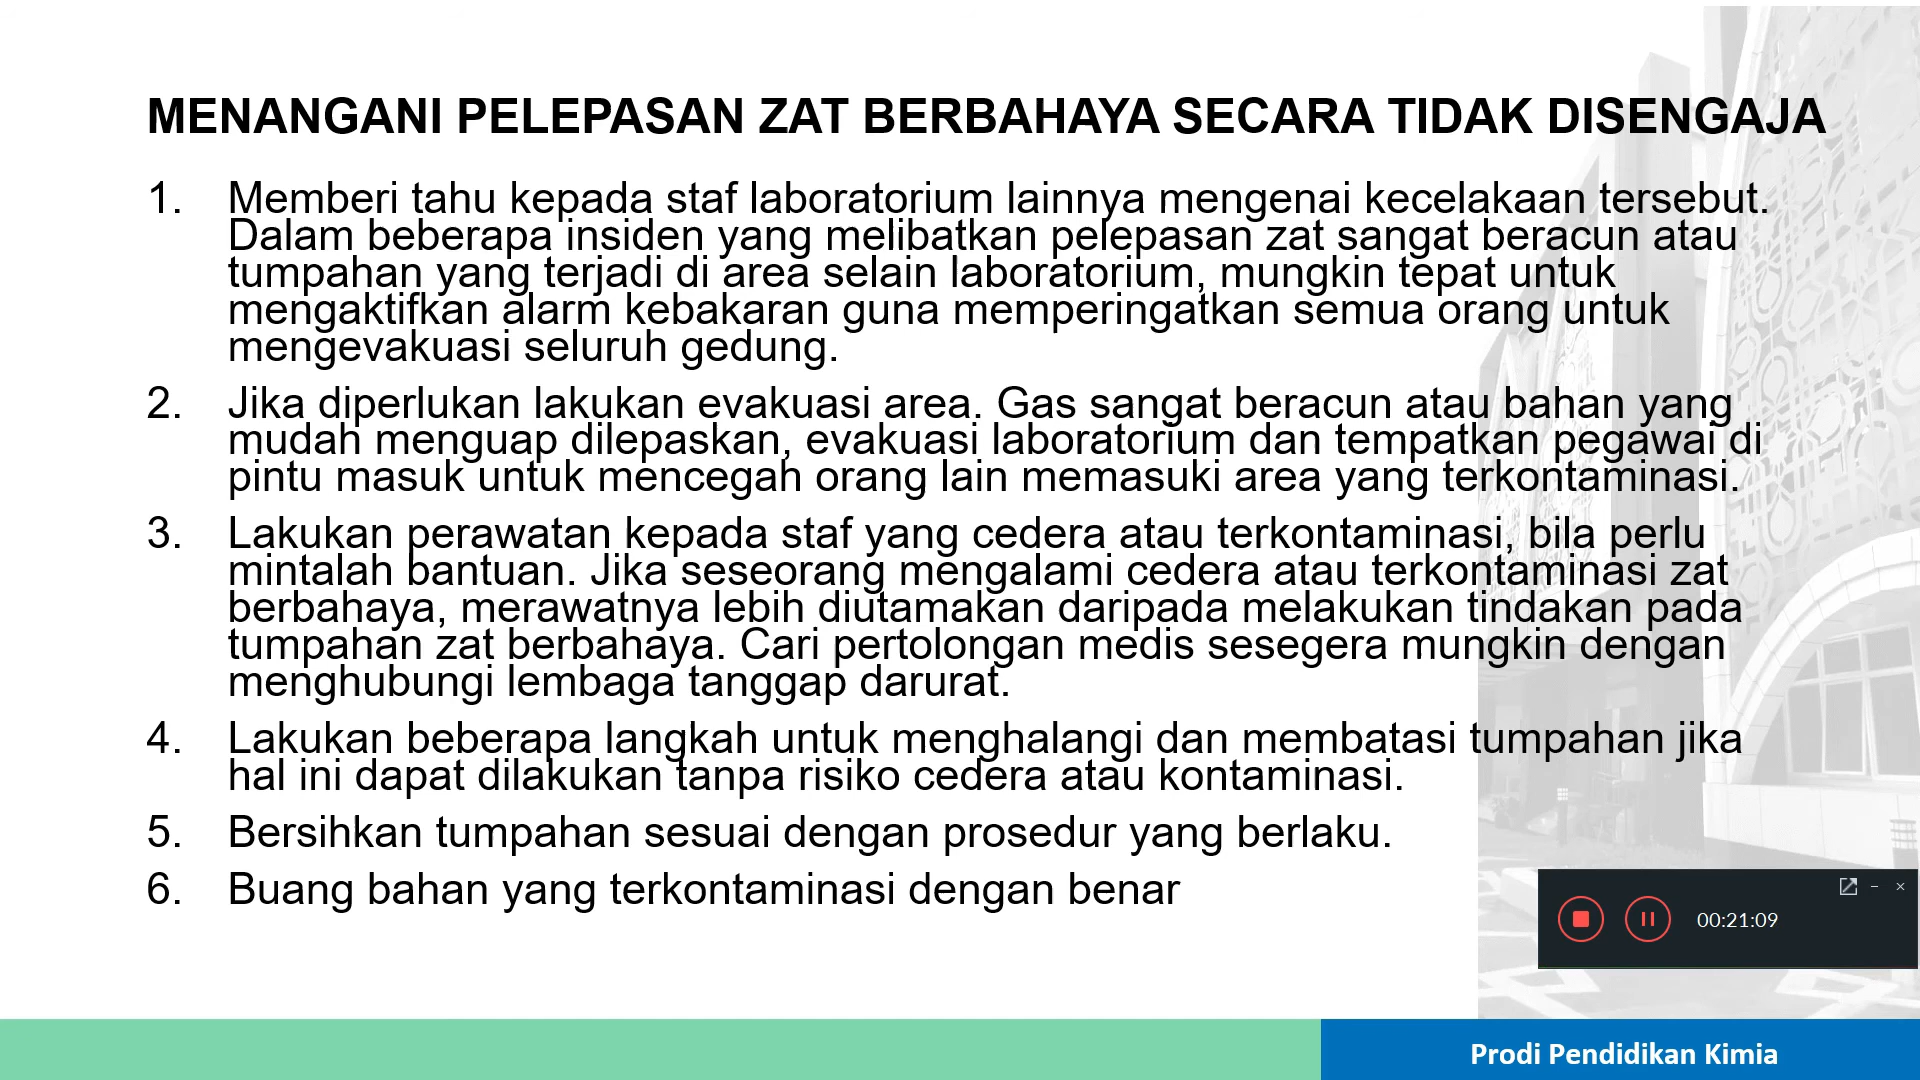 MENANGANI PELEPASAN ZAT BERBAHAYA SECARA TIDAK DISENGAJA
1. Memberi tahu kepada staf laboratorium lainnya mengenai kecelakaan tersebut.
Dalam beberapa insiden yang melibatkan pelepasan zat sangat beracun atau
tumpahan yang terjadi di area selain laboratorium, mungkin tepat untuk
mengaktifkan alarm kebakaran guna memperingatkan semua orang untuk
mengevakuasi seluruh gedung.
2. Jika diperlukan lakukan evakuasi area. Gas sangat beracun atau bahan yang
mudah menguap dilepaskan, evakuasi laboratorium dan tempatkan pegawai di
pintu masuk untuk mencegah orang lain memasuki area yang terkontaminasi.
3. Lakukan perawatan kepada staf yang cedera atau terkontaminasi, bila perlu
mintalah bantuan. Jika seseorang mengalami cedera atau terkontaminasi zat
berbahaya, merawatnya lebih diutamakan daripada melakukan tindakan pada
tumpahan zat berbahaya. Cari pertolongan medis sesegera mungkin dengan
menghubungi lembaga tanggap darurat.
4. Lakukan beberapa langkah untuk menghalangi dan membatasi tumpahan jika
hal ini dapat dilakukan tanpa risiko cedera atau kontaminasi.
5. Bersihkan tumpahan sesuai dengan prosedur yang berlaku.
6. Buang bahan yang terkontaminasi dengan benar
00:21:09
Prodi Pendidikan Kimia